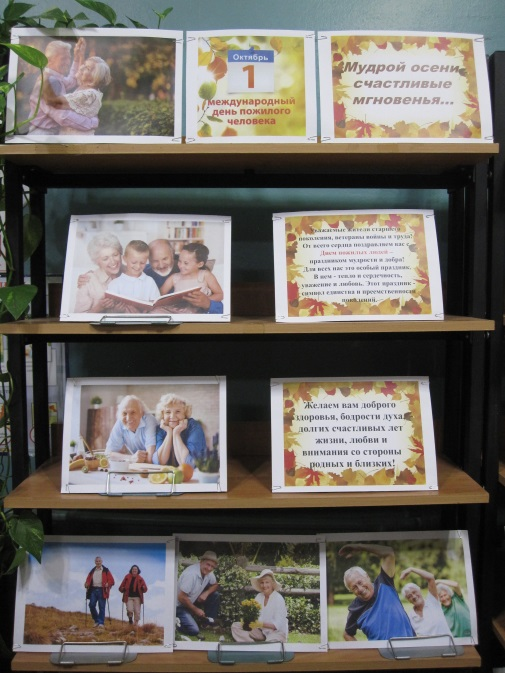 Октябрь
1
международный
день пожилого
человека
Мудрой осени
счастливые
мгновенья...
Уважаемые жители старшего
поколения, ветераны войны и труда!
От всего сердца поздравляем вас с
Днем пожилых людей –
праздником мудрости и добра!
Для всех нас это особый праздник.
В нем - тепло и сердечность,
уважение и любовь. Этот праздник -
символ единства и преемственности
поколений.
Желаем вам доброго
здоровья, бодрости духа,
долгих счастливых лет
жизни, любви и
внимания со стороны
родных и близких!